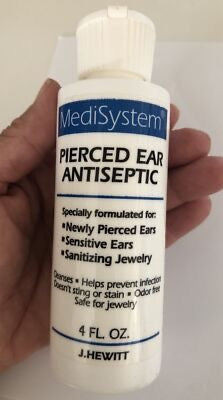 MediSystem®
PIERCED EAR
ANTISEPTIC
Specially formulated for:
•Newly Pierced Ears
•Sensitive Ears
•Sanitizing Jewelry
Cleanses • Helps prevent infection
Doesn't sting or stain • Odor free
Safe for jewelry
4 FL. OZ.
J.HEWITT